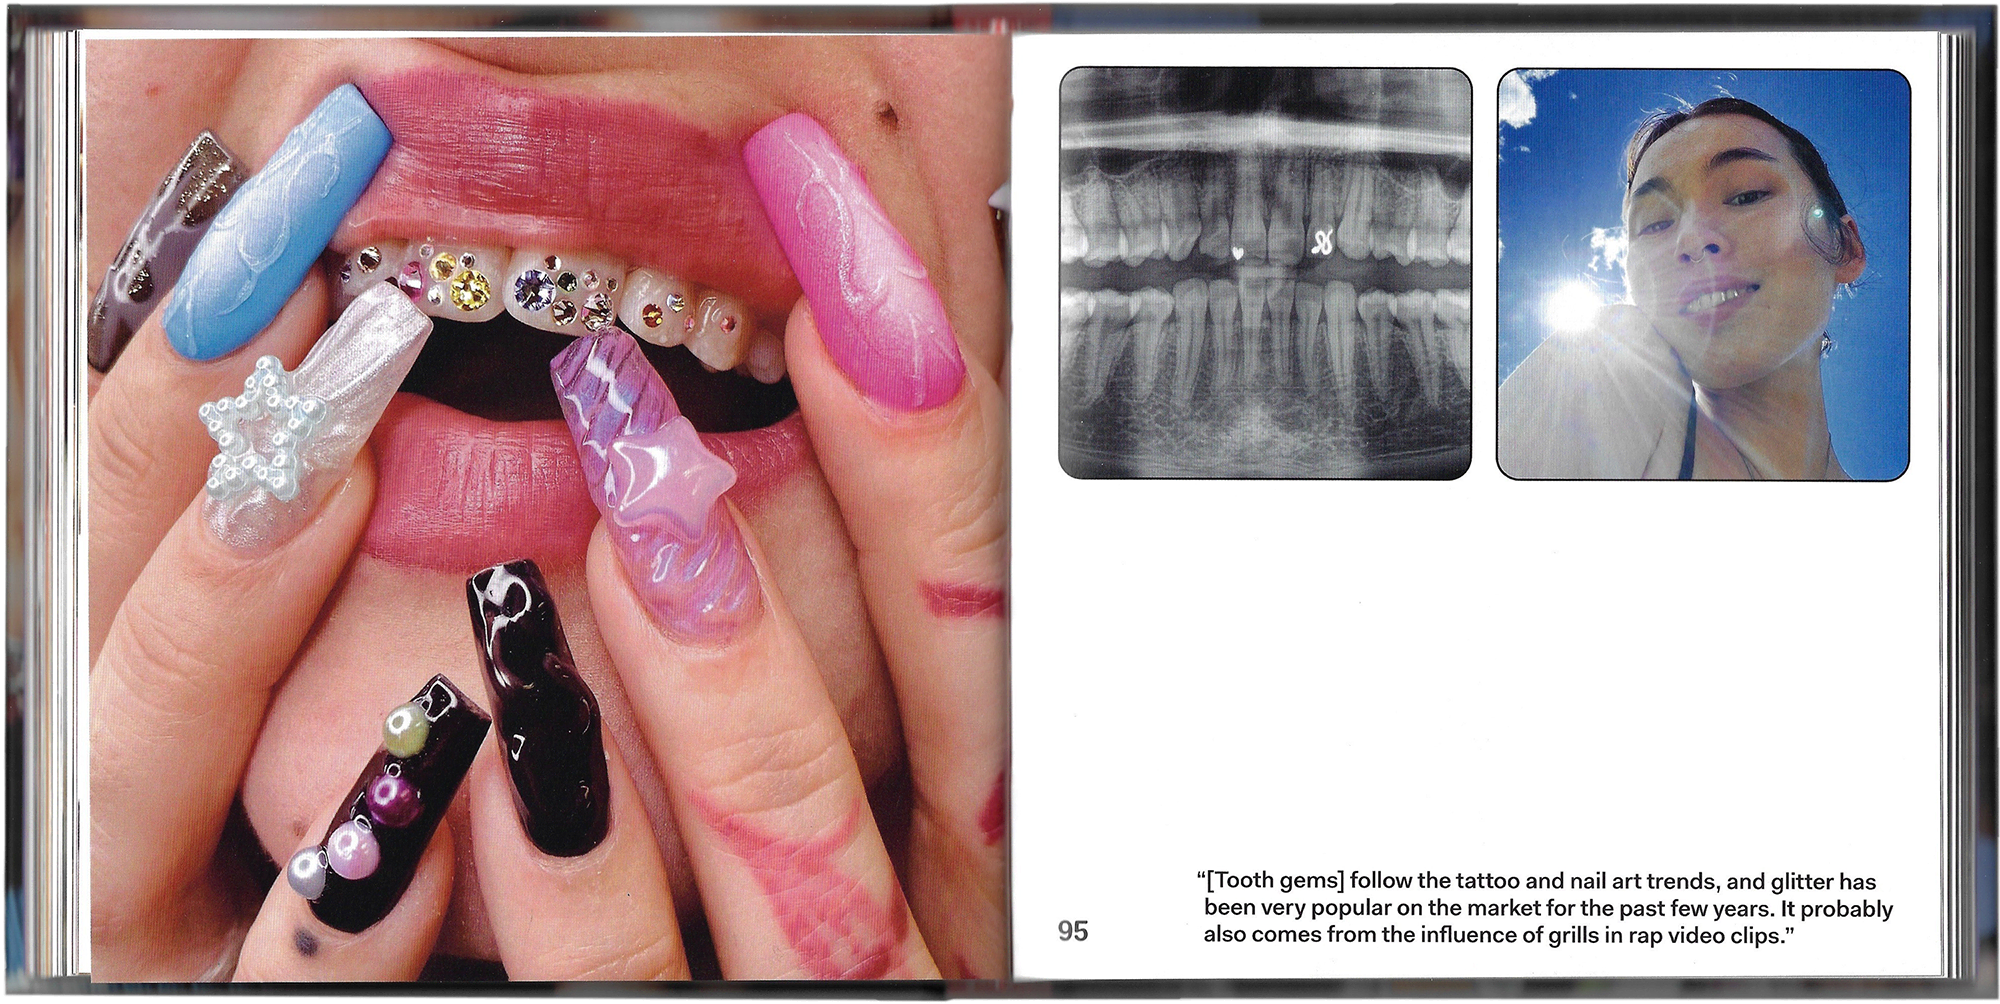 “[Tooth gems] follow the tattoo and nail art trends, and glitter has
been very popular on the market for the past few years. It probably
also comes from the influence of grills in rap video clips.”
95